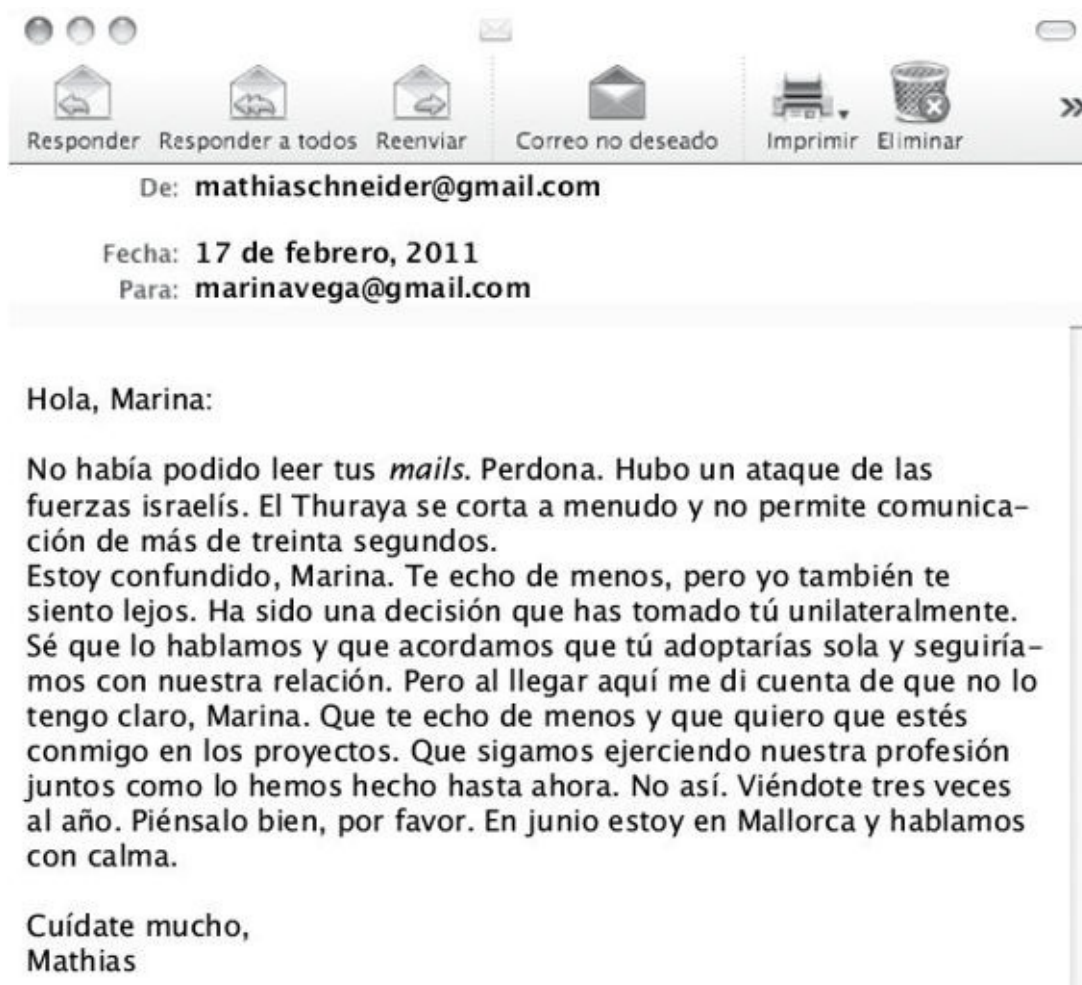 Responder Responder a todos Reenviar Correo no deseado Imprimir Eliminar
De: mathiaschneider@gmail.com
Fecha: 17 de febrero, 2011
Para: marinavega@gmail.com
Hola, Marina:
No había podido leer tus mails. Perdona. Hubo un ataque de las
fuerzas israelís. El Thuraya se corta a menudo y no permite comunica-
ción de más de treinta segundos.
Estoy confundido, Marina. Te echo de menos, pero yo también te
siento lejos. Ha sido una decisión que has tomado tú unilateralmente.
Sé que lo hablamos y que acordamos que tú adoptarías sola y seguiría-
mos con nuestra relación. Pero al llegar aquí me di cuenta de que no lo
tengo claro, Marina. Que te echo de menos y que quiero que estés
conmigo en los proyectos. Que sigamos ejerciendo nuestra profesión
juntos como lo hemos hecho hasta ahora. No así. Viéndote tres veces
al año. Piénsalo bien, por favor. En junio estoy en Mallorca y hablamos
con calma.
Cuídate mucho,
Mathias